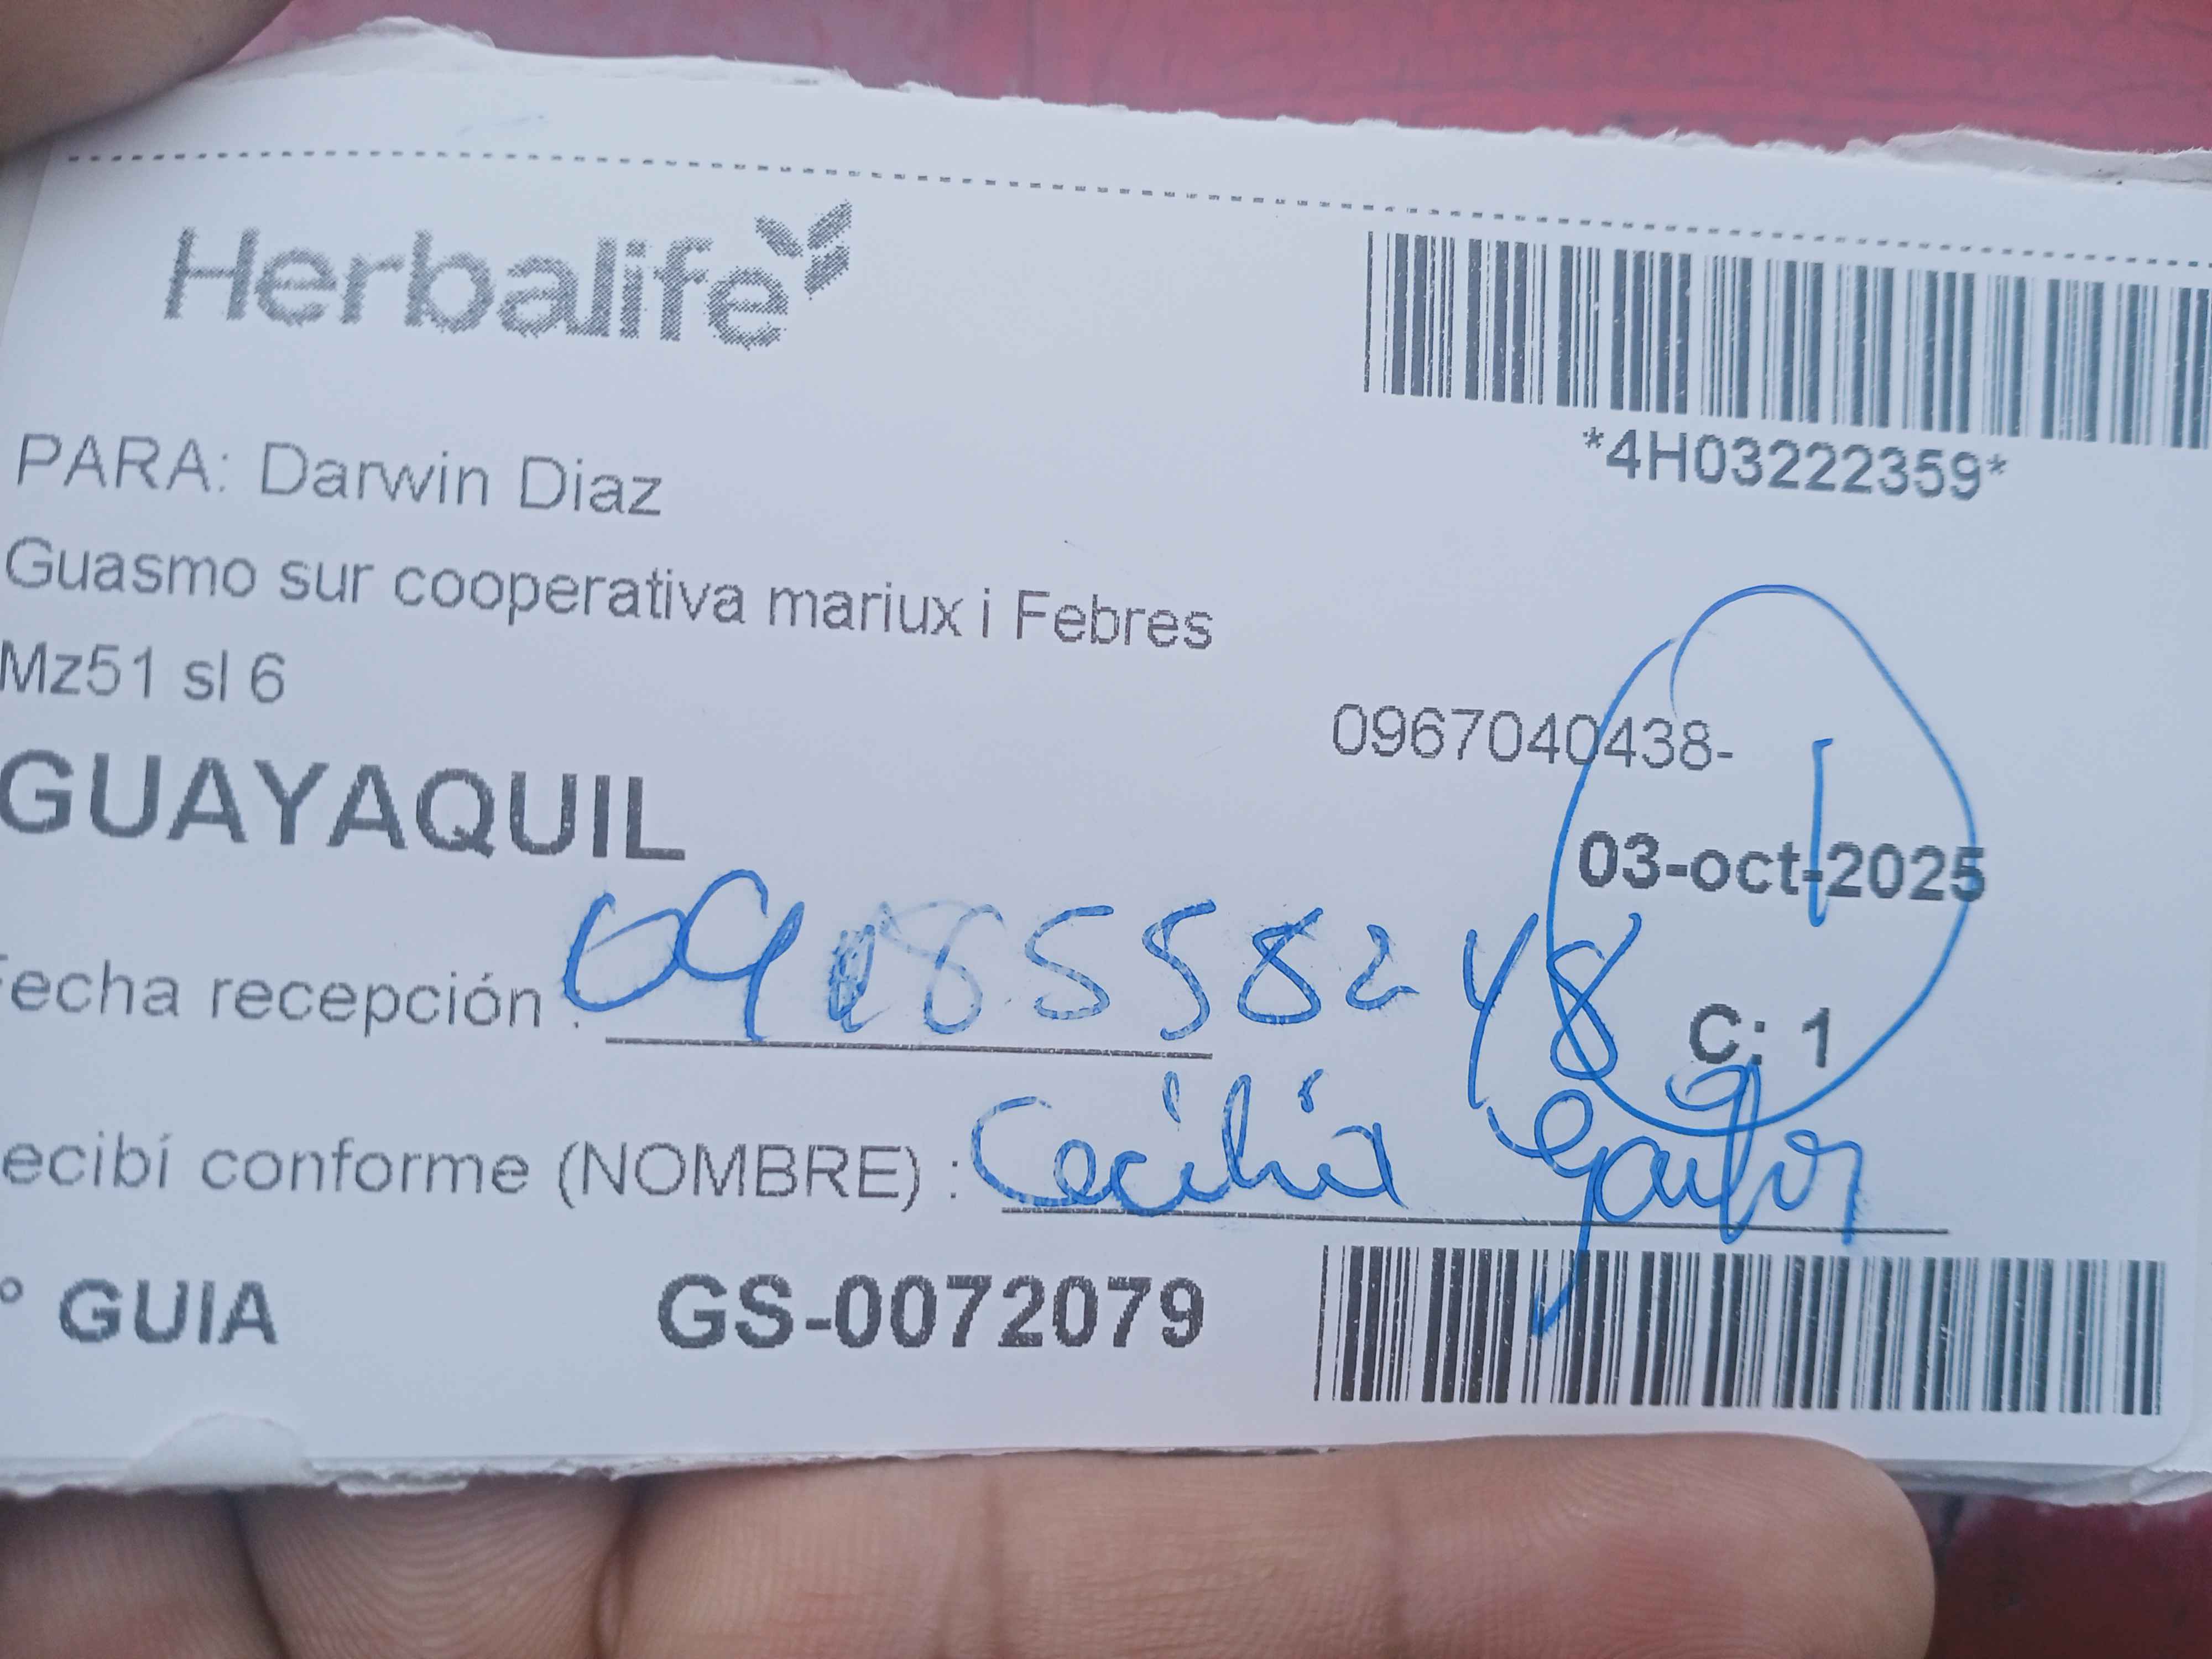 Herbalife
*4H03222359*
PARA: Darwin Diaz
Guasmo sur cooperativa mariux i Febres
Mz51 sl 6
0967040438-
GUAYAQUIL
03-oct-2025
Fecha recepción :
C: 1
ecibí conforme (NOMBRE) : Cecilia
° GUIA GS-0072079